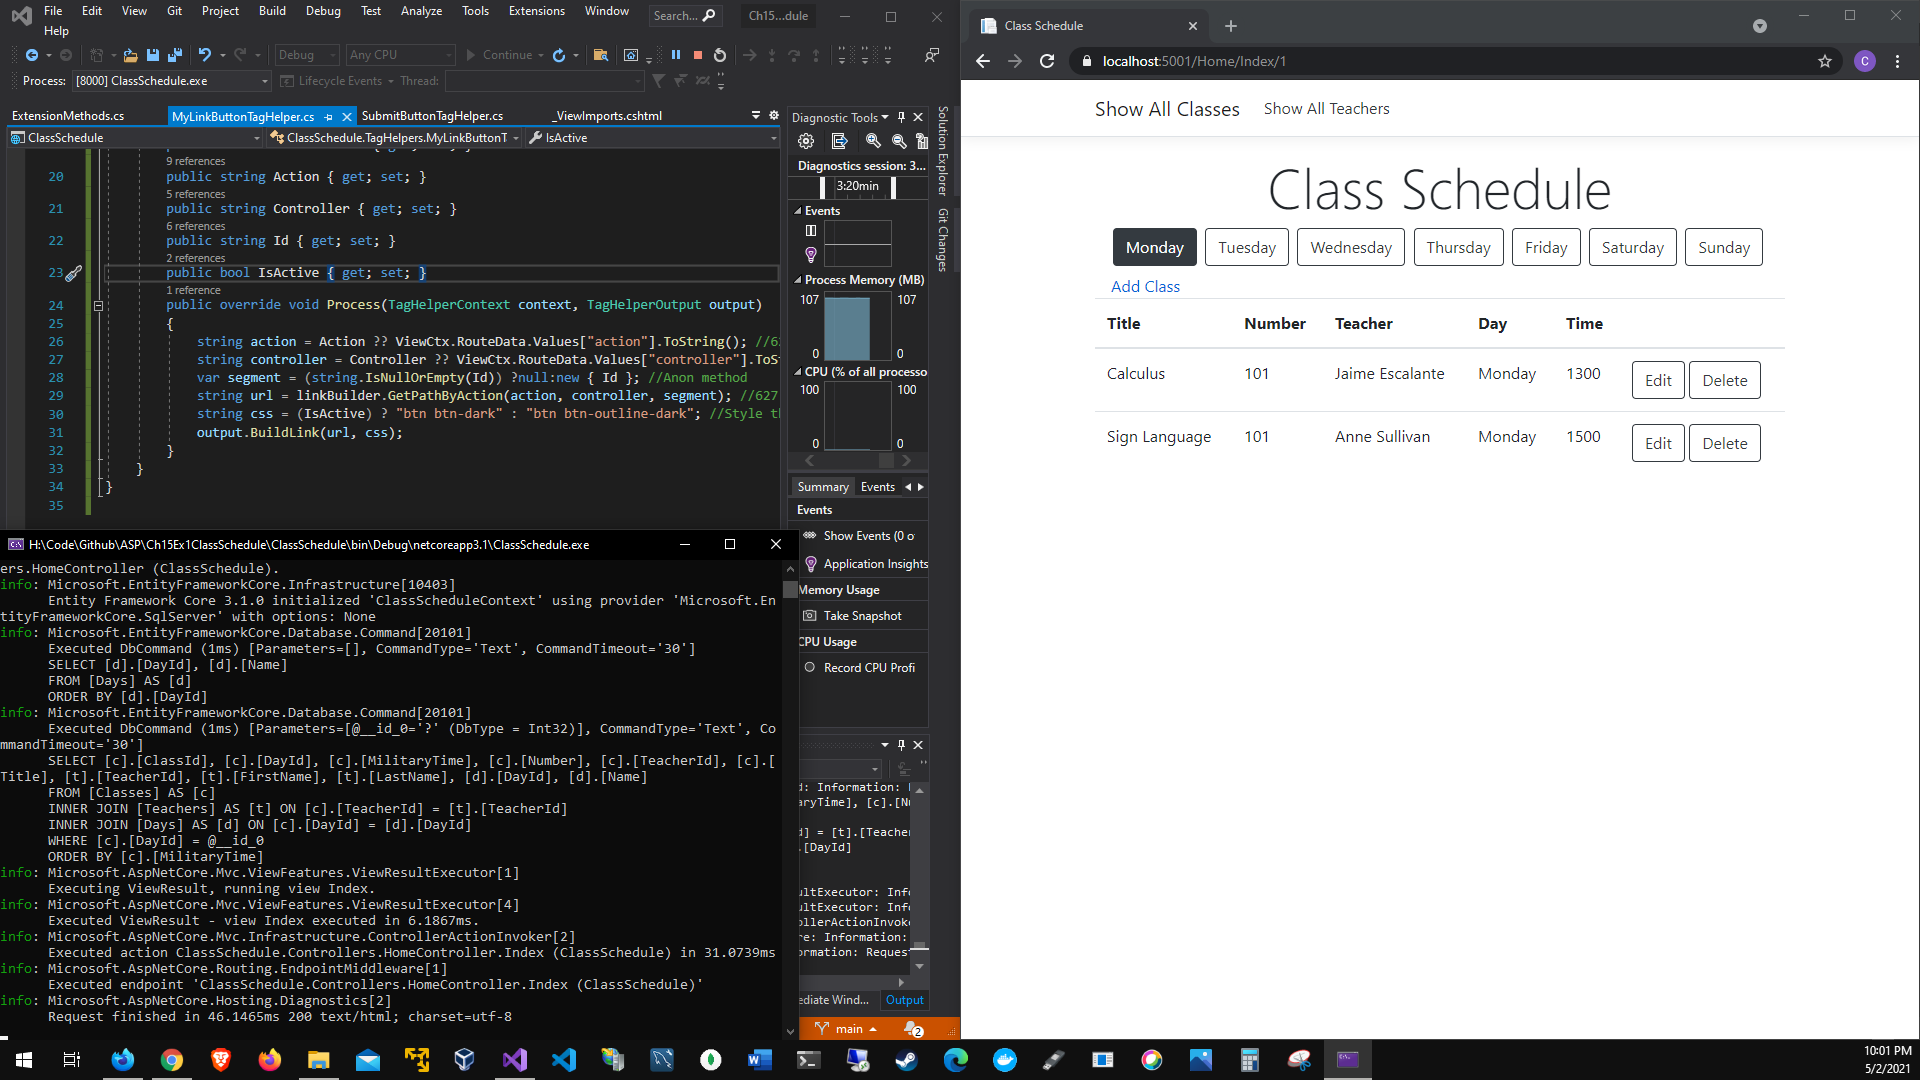 File Edit View Git Project Build Debug Test Analyze Tools Extensions Window Search... Ch15...dule
Help
Debug Any CPU Continue
Process: [8000] ClassSchedule.exe Lifecycle Events Thread:
ExtensionMethods.cs MyLinkButtonTagHelper.cs SubmitButtonTagHelper.cs _ViewImports.cshtml
ClassSchedule ClassSchedule.TagHelpers.MyLinkButtonT IsActive
9 references
20 public string Action { get; set; }
5 references
21 public string Controller { get; set; }
6 references
22 public string Id { get; set; }
2 references
23 public bool IsActive { get; set; }
1 reference
24 public override void Process(TagHelperContext context, TagHelperOutput output)
25 {
26 string action = Action ?? ViewCtx.RouteData.Values["action"].ToString(); //6
27 string controller = Controller ?? ViewCtx.RouteData.Values["controller"].ToS
28 var segment = (string.IsNullOrEmpty(Id)) ?null:new { Id }; //Anon method
29 string url = linkBuilder.GetPathByAction(action, controller, segment); //627
30 string css = (IsActive) ? "btn btn-dark" : "btn btn-outline-dark"; //Style th
31 output.BuildLink(url, css);
32 }
33 }
34 }
35
Diagnostic Tools
Diagnostics session: 3...
3:20min
Events
Process Memory (MB)
107 107
0 0
CPU (% of all processo
100 100
0 0
Summary Events
Events
Show Events (0 o
Application Insights
Memory Usage
Take Snapshot
CPU Usage
Record CPU Profi
Solution Explorer
Git Changes
H:\Code\Github\ASP\Ch15Ex1ClassSchedule\ClassSchedule\bin\Debug\netcoreapp3.1\ClassSchedule.exe
ers.HomeController (ClassSchedule).
info: Microsoft.EntityFrameworkCore.Infrastructure[10403]
Entity Framework Core 3.1.0 initialized 'ClassScheduleContext' using provider 'Microsoft.En
tityFrameworkCore.SqlServer' with options: None
info: Microsoft.EntityFrameworkCore.Database.Command[20101]
Executed DbCommand (1ms) [Parameters=[], CommandType='Text', CommandTimeout='30']
SELECT [d].[DayId], [d].[Name]
FROM [Days] AS [d]
ORDER BY [d].[DayId]
info: Microsoft.EntityFrameworkCore.Database.Command[20101]
Executed DbCommand (1ms) [Parameters=[@__id_0='?' (DbType = Int32)], CommandType='Text', Co
mmandTimeout='30']
SELECT [c].[ClassId], [c].[DayId], [c].[MilitaryTime], [c].[Number], [c].[TeacherId], [c].[
Title], [t].[TeacherId], [t].[FirstName], [t].[LastName], [d].[DayId], [d].[Name]
FROM [Classes] AS [c]
INNER JOIN [Teachers] AS [t] ON [c].[TeacherId] = [t].[TeacherId]
INNER JOIN [Days] AS [d] ON [c].[DayId] = [d].[DayId]
WHERE [c].[DayId] = @__id_0
ORDER BY [c].[MilitaryTime]
info: Microsoft.AspNetCore.Mvc.ViewFeatures.ViewResultExecutor[1]
Executing ViewResult, running view Index.
info: Microsoft.AspNetCore.Mvc.ViewFeatures.ViewResultExecutor[4]
Executed ViewResult - view Index executed in 6.1867ms.
info: Microsoft.AspNetCore.Mvc.Infrastructure.ControllerActionInvoker[2]
Executed action ClassSchedule.Controllers.HomeController.Index (ClassSchedule) in 31.0739ms
info: Microsoft.AspNetCore.Routing.EndpointMiddleware[1]
Executed endpoint 'ClassSchedule.Controllers.HomeController.Index (ClassSchedule)'
info: Microsoft.AspNetCore.Hosting.Diagnostics[2]
Request finished in 46.1465ms 200 text/html; charset=utf-8
d: Information:
aryTime], [c].[Nu
d] = [t].[Teacher
.[DayId]
ultExecutor: Info
ultExecutor: Info
ollerActionInvoke
re: Information:
ormation: Request
ediate Wind... Output
main 2
Class Schedule
localhost:5001/Home/Index/1 C
Show All Classes Show All Teachers
Class Schedule
Monday Tuesday Wednesday Thursday Friday Saturday Sunday
Add Class
Title Number Teacher Day Time
Calculus 101 Jaime Escalante Monday 1300 Edit Delete
Sign Language 101 Anne Sullivan Monday 1500 Edit Delete
10:01 PM
5/2/2021